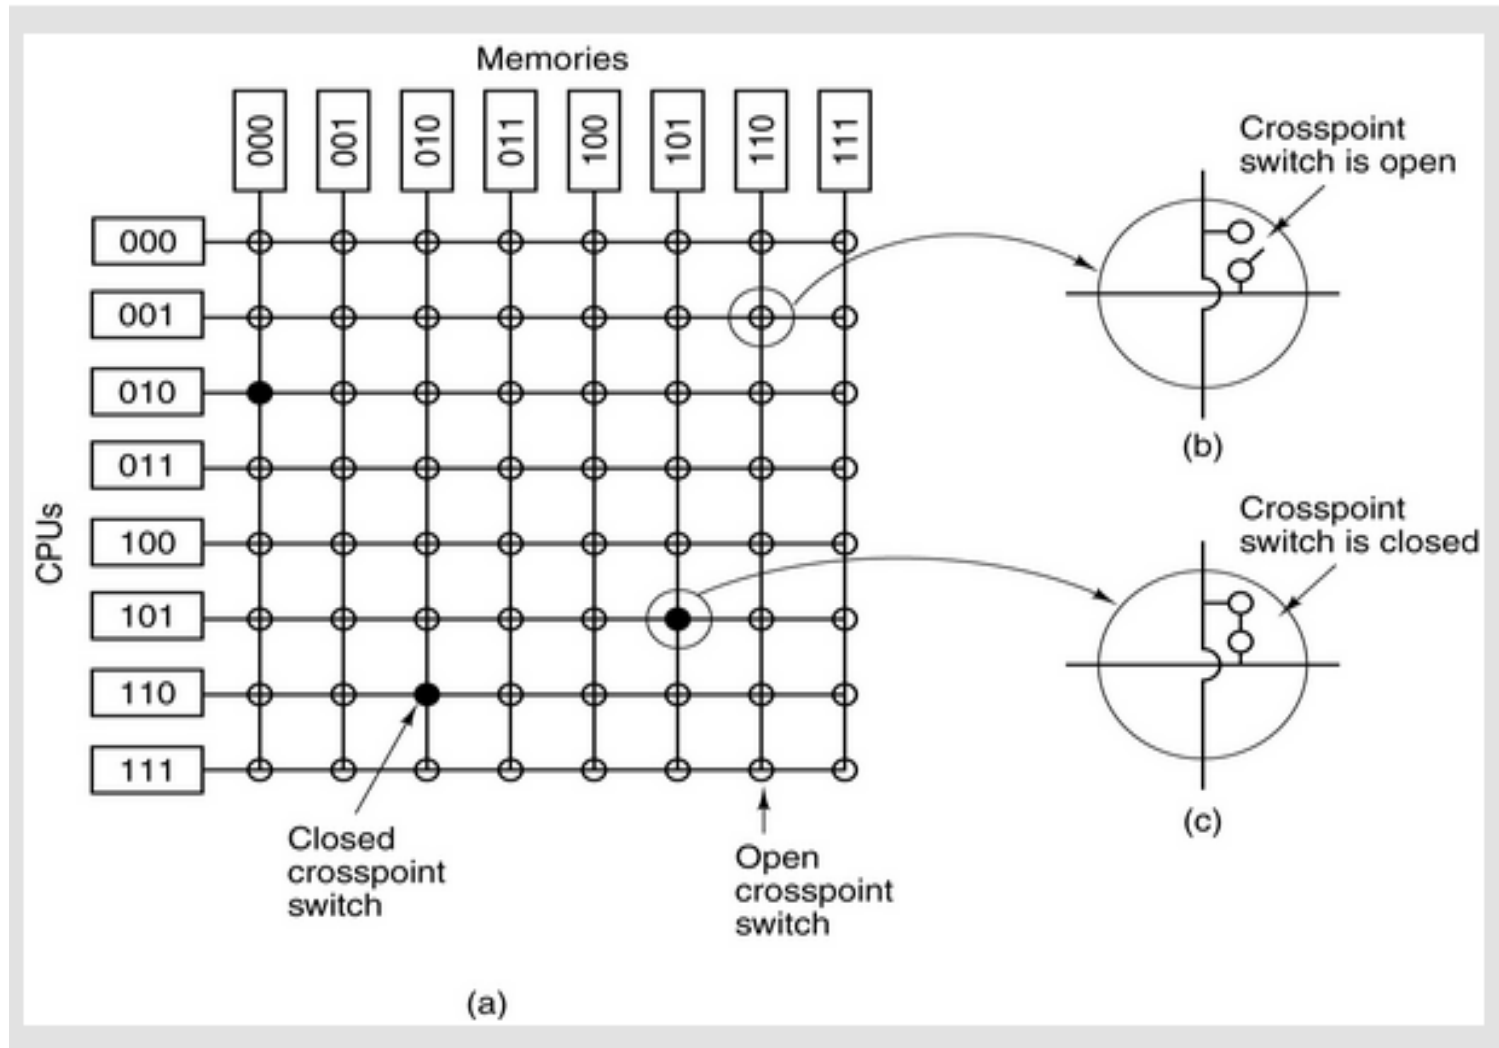 Memories
000
001
010
011
100
101
110
111
000
001
010
011
100
101
110
111
CPUs
Closed
crosspoint
switch
Open
crosspoint
switch
(a)
Crosspoint
switch is open
(b)
Crosspoint
switch is closed
(c)